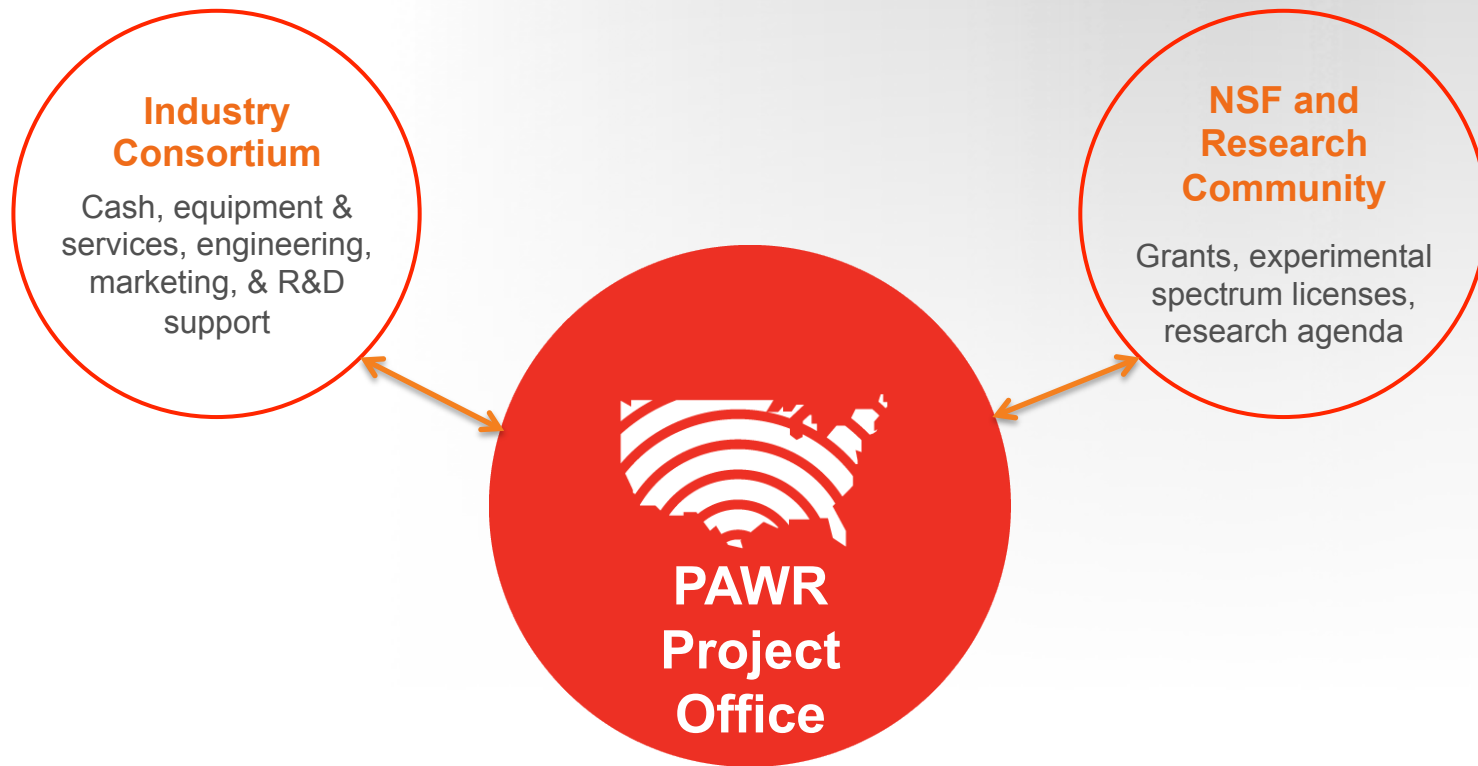 Industry
Consortium
Cash, equipment &
services, engineering,
marketing, & R&D
support
NSF and
Research
Community
Grants, experimental
spectrum licenses,
research agenda
PAWR
Project
Office